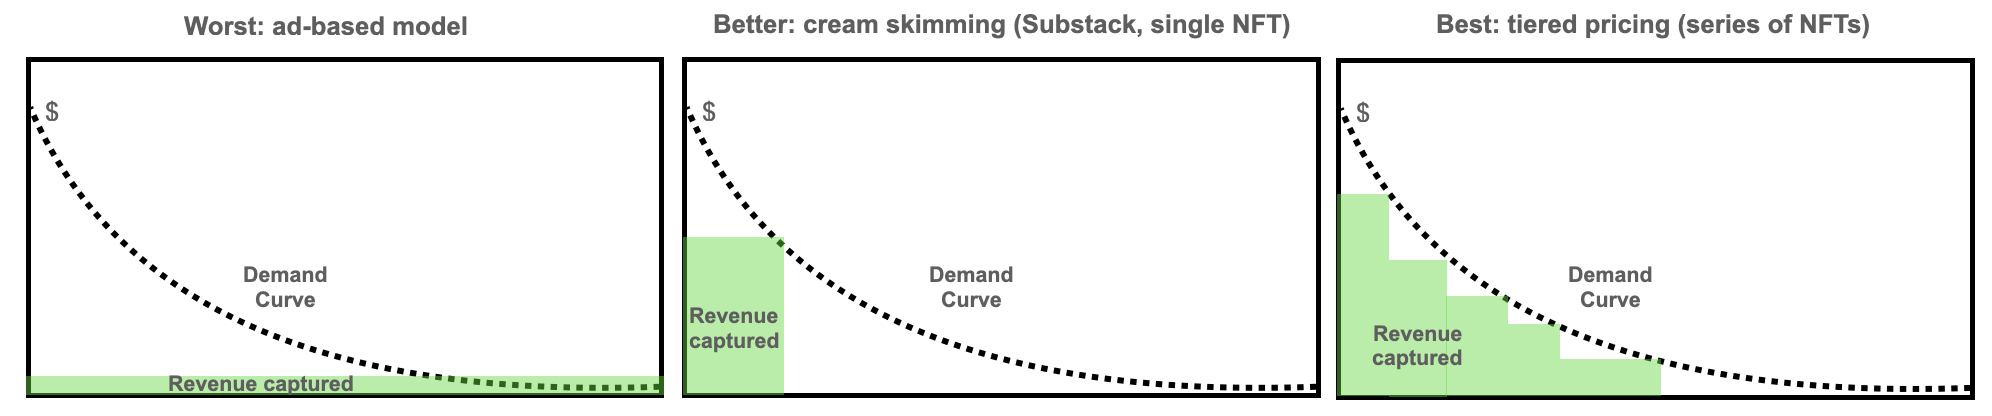 Worst: ad-based model
$
Demand
Curve
Revenue captured
Better: cream skimming (Substack, single NFT)
$
Demand
Curve
Revenue
captured
Best: tiered pricing (series of NFTs)
$
Demand
Curve
Revenue
captured